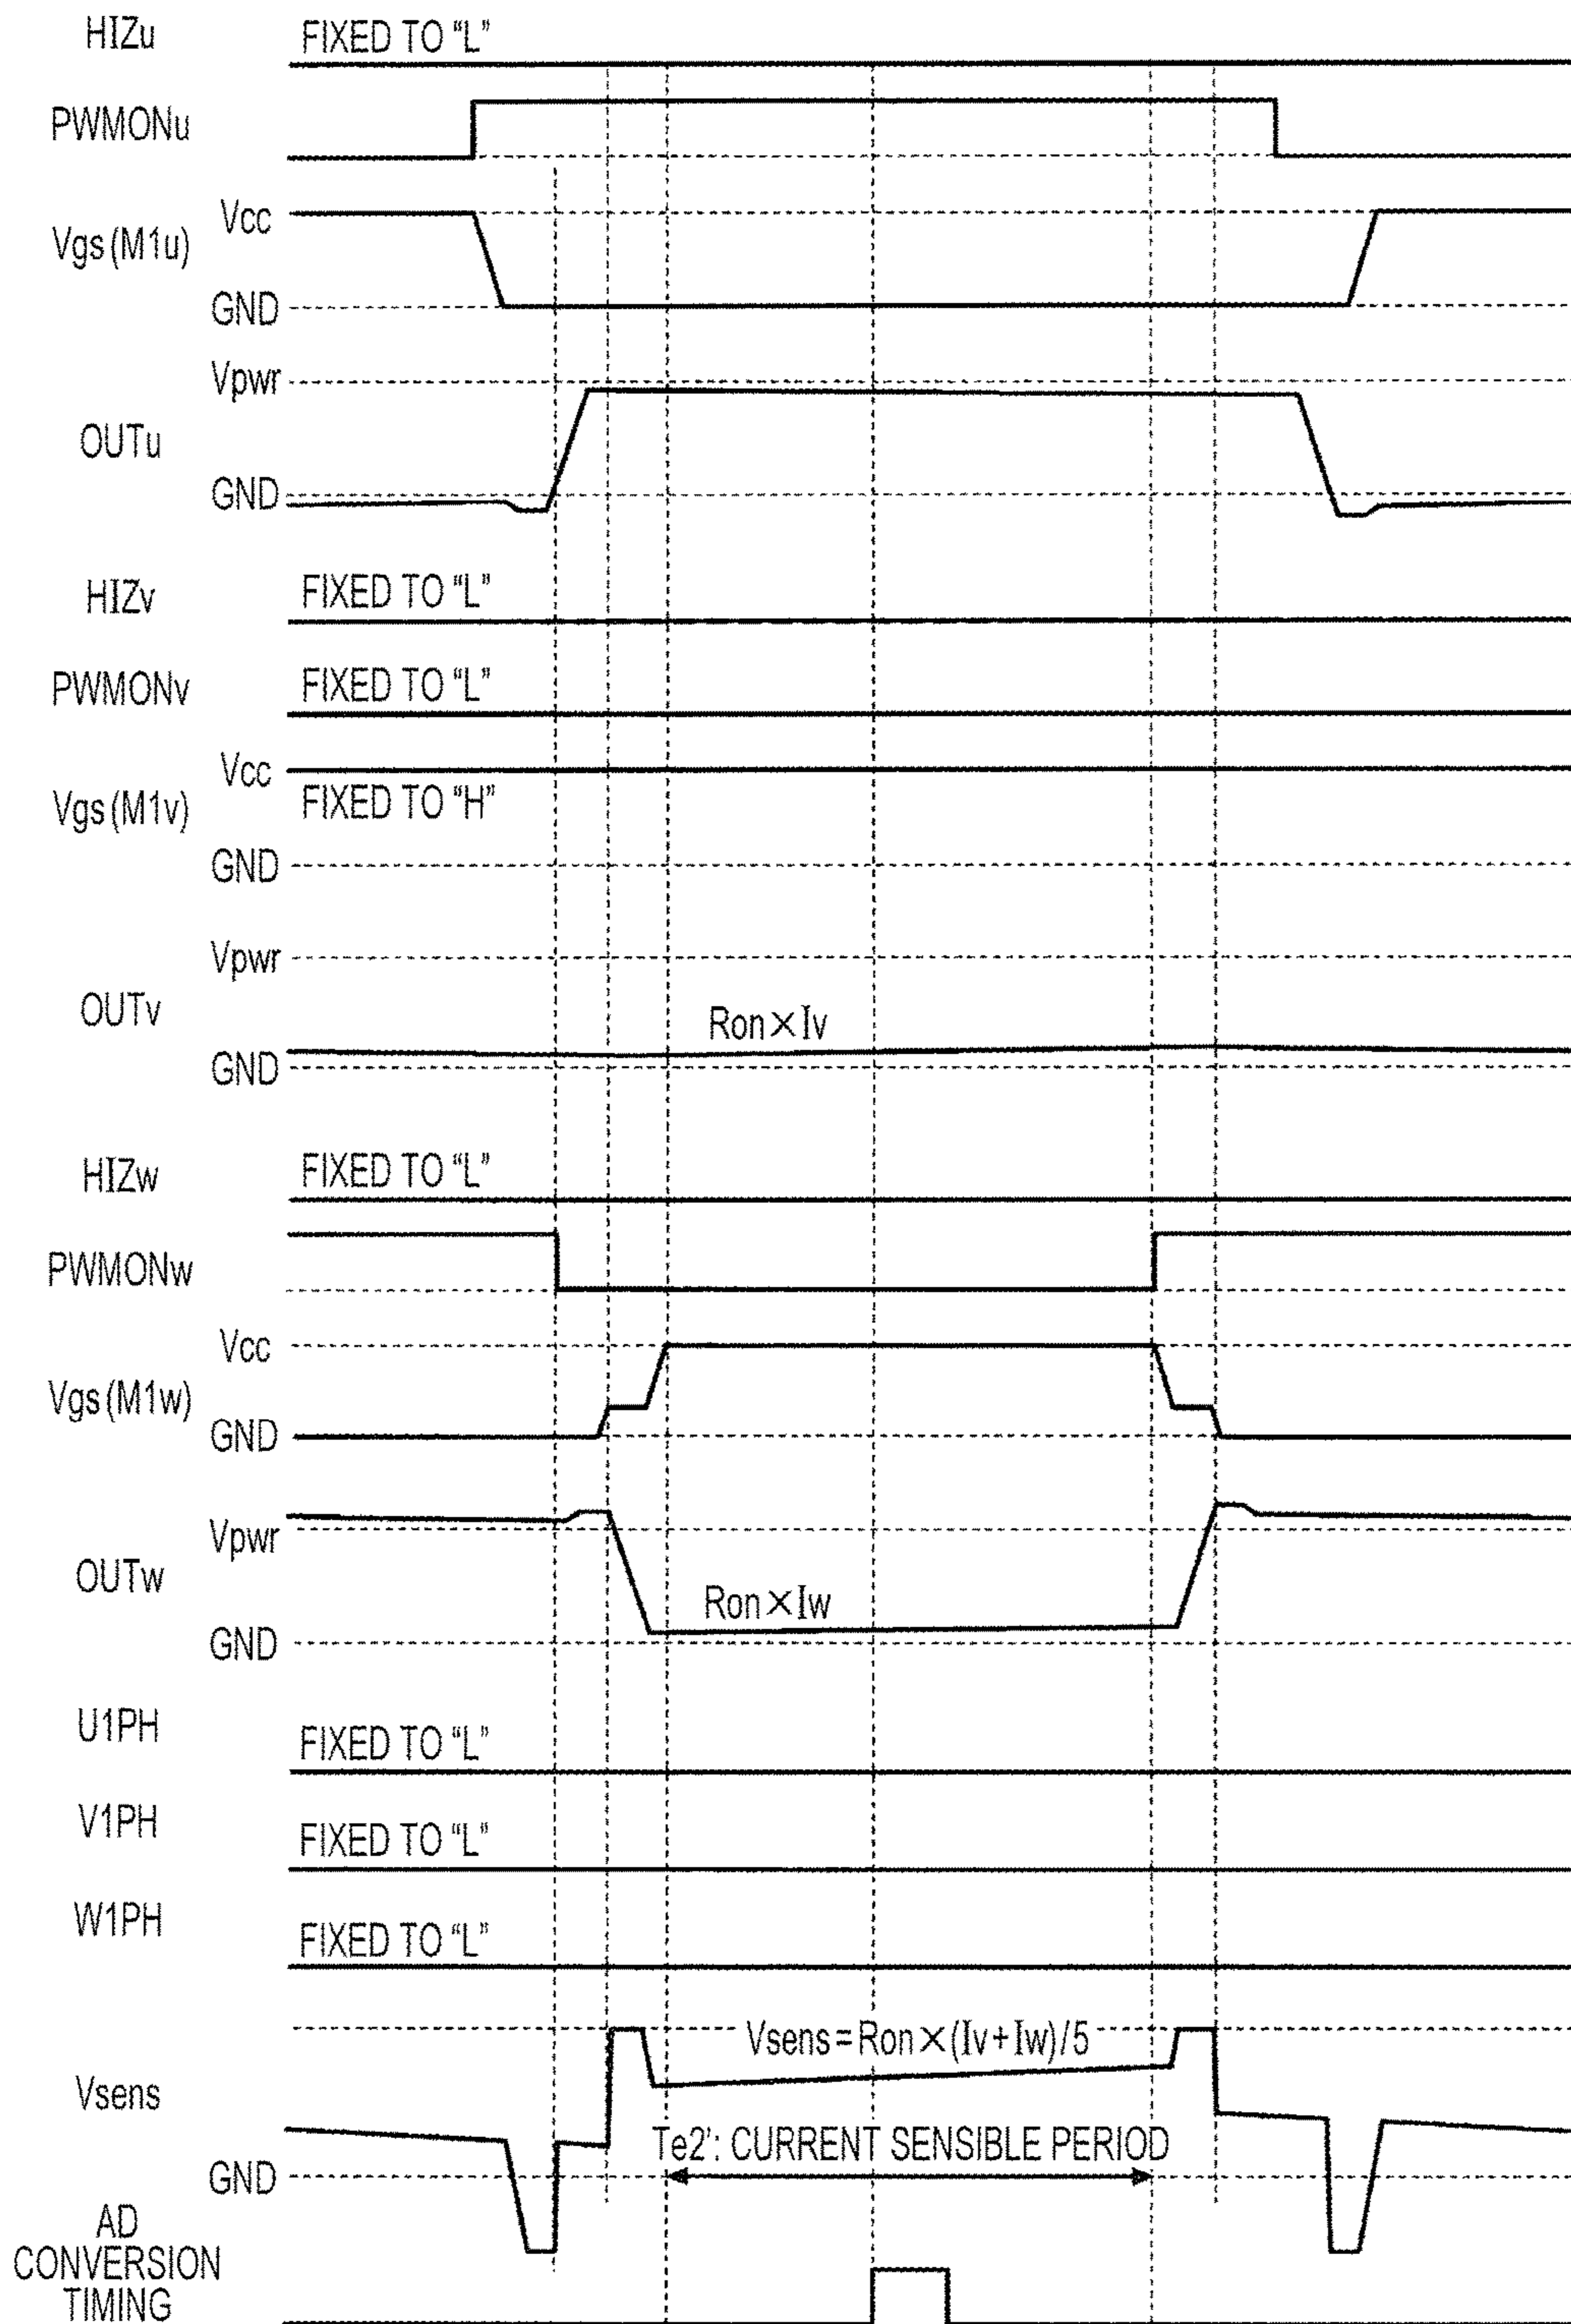 HIZu FIXED TO “L”
PWMONu
Vcc
Vgs (M1u)
GND
Vpwr
OUTu
GND
HIZv FIXED TO “L”
PWMONv FIXED TO “L”
Vcc
Vgs (M1v) FIXED TO “H”
GND
Vpwr
OUTv Ron×Iv
GND
HIZw FIXED TO “L”
PWMONw
Vcc
Vgs (M1w)
GND
Vpwr
OUTw Ron×Iw
GND
U1PH FIXED TO “L”
V1PH FIXED TO “L”
W1PH FIXED TO “L”
Vsens=Ron×(Iv+Iw)/5
Vsens
Te2': CURRENT SENSIBLE PERIOD
GND
AD
CONVERSION
TIMING